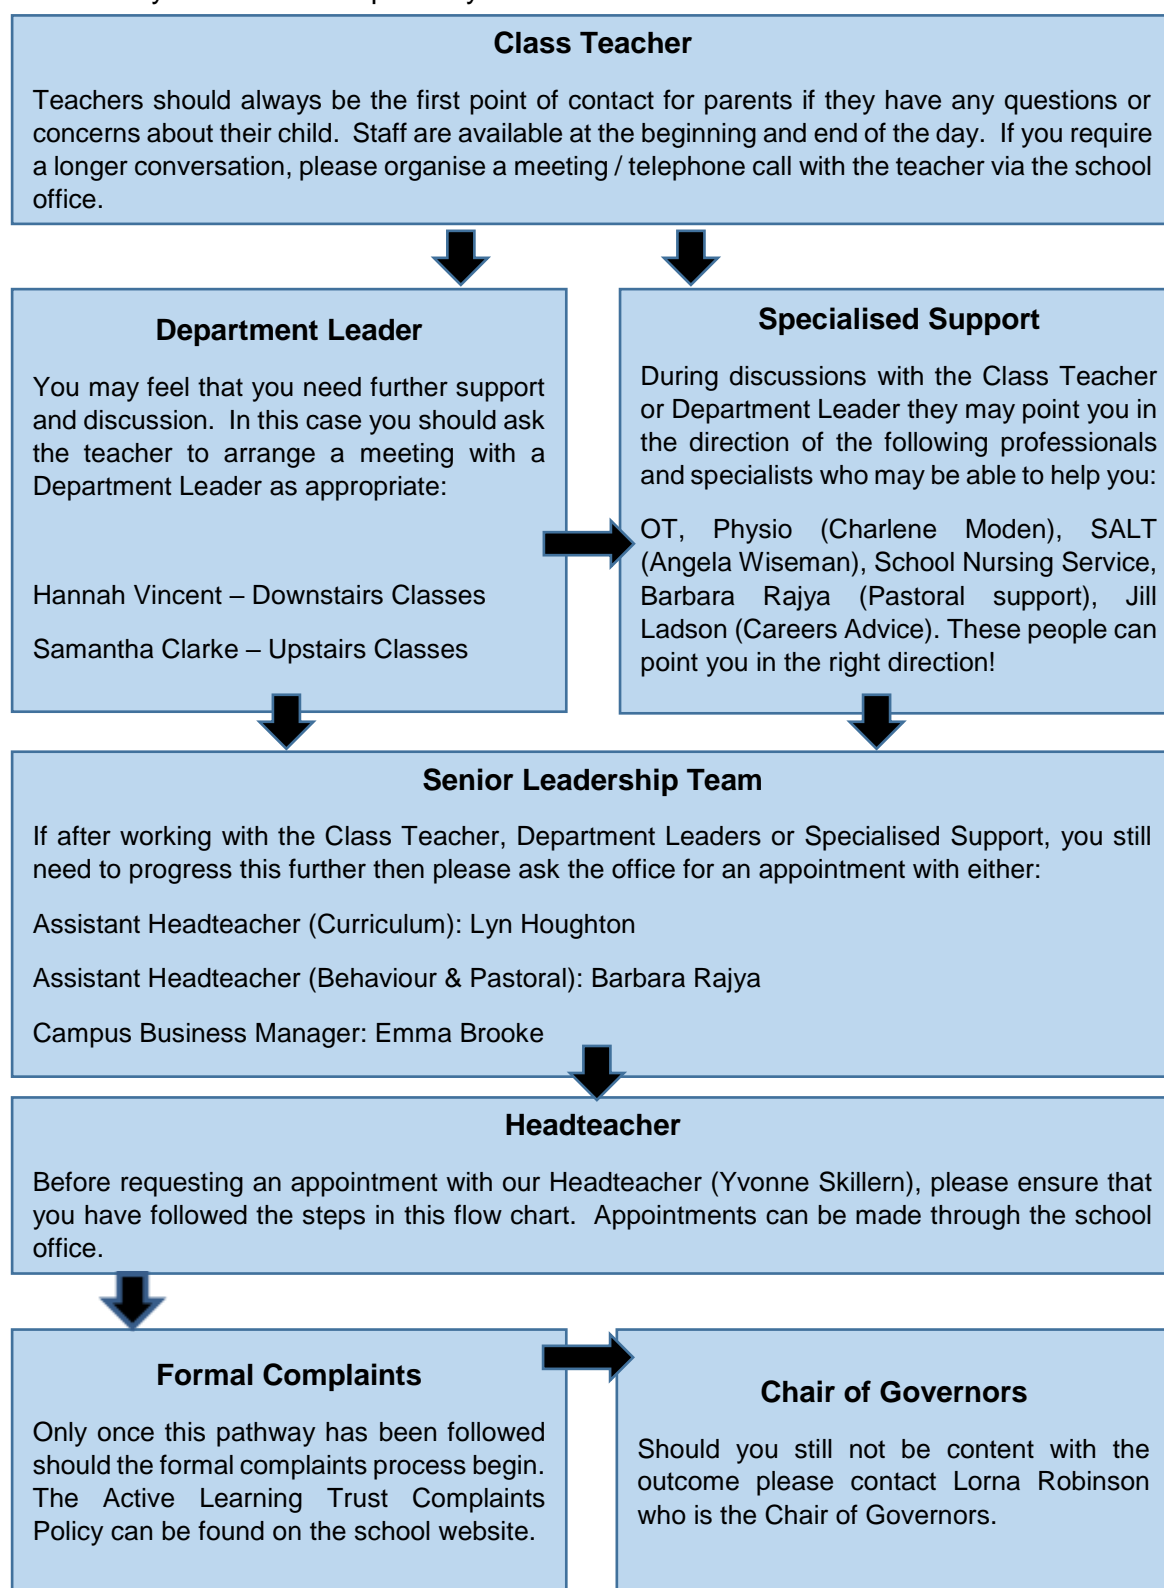 Class Teacher
Teachers should always be the first point of contact for parents if they have any questions or
concerns about their child. Staff are available at the beginning and end of the day. If you require
a longer conversation, please organise a meeting / telephone call with the teacher via the school
office.
Department Leader
You may feel that you need further support
and discussion. In this case you should ask
the teacher to arrange a meeting with a
Department Leader as appropriate:
Hannah Vincent – Downstairs Classes
Samantha Clarke – Upstairs Classes
Specialised Support
During discussions with the Class Teacher
or Department Leader they may point you in
the direction of the following professionals
and specialists who may be able to help you:
OT, Physio (Charlene Moden), SALT
(Angela Wiseman), School Nursing Service,
Barbara Rajya (Pastoral support), Jill
Ladson (Careers Advice). These people can
point you in the right direction!
Senior Leadership Team
If after working with the Class Teacher, Department Leaders or Specialised Support, you still
need to progress this further then please ask the office for an appointment with either:
Assistant Headteacher (Curriculum): Lyn Houghton
Assistant Headteacher (Behaviour & Pastoral): Barbara Rajya
Campus Business Manager: Emma Brooke
Headteacher
Before requesting an appointment with our Headteacher (Yvonne Skillern), please ensure that
you have followed the steps in this flow chart. Appointments can be made through the school
office.
Formal Complaints
Only once this pathway has been followed
should the formal complaints process begin.
The Active Learning Trust Complaints
Policy can be found on the school website.
Chair of Governors
Should you still not be content with the
outcome please contact Lorna Robinson
who is the Chair of Governors.